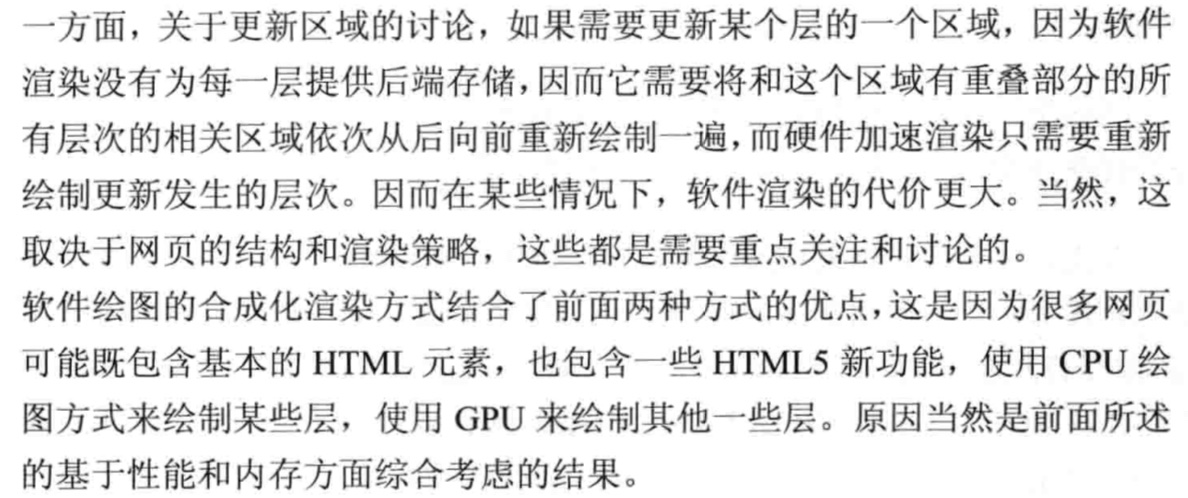 一方面，关于更新区域的讨论，如果需要更新某个层的一个区域，因为软件
渲染没有为每一层提供后端存储，因而它需要将和这个区域有重叠部分的所
有层次的相关区域依次从后向前重新绘制一遍，而硬件加速渲染只需要重新
绘制更新发生的层次。因而在某些情况下，软件渲染的代价更大。当然，这
取决于网页的结构和渲染策略，这些都是需要重点关注和讨论的。
软件绘图的合成化渲染方式结合了前面两种方式的优点，这是因为很多网页
可能既包含基本的 HTML 元素，也包含一些 HTML5 新功能，使用 CPU 绘
图方式来绘制某些层，使用 GPU 来绘制其他一些层。原因当然是前面所述
的基于性能和内存方面综合考虑的结果。